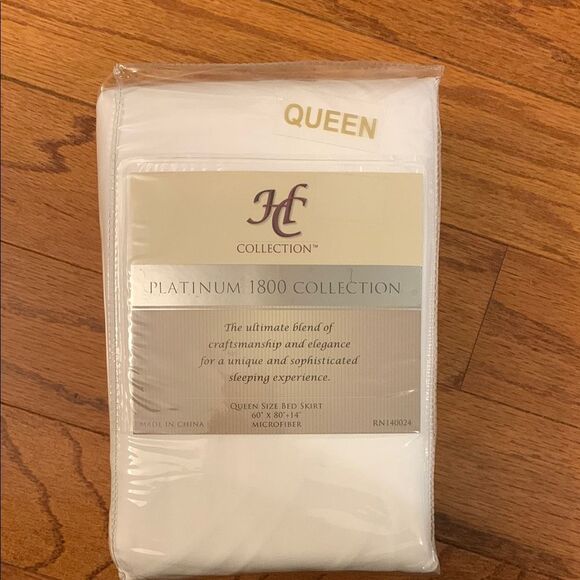 QUEEN
HC
COLLECTION™
PLATINUM 1800 COLLECTION
The ultimate blend of
craftsmanship and elegance
for a unique and sophisticated
sleeping experience.
QUEEN SIZE BED SKIRT
60" X 80"+14"
MADE IN CHINA MICROFIBER RN140024